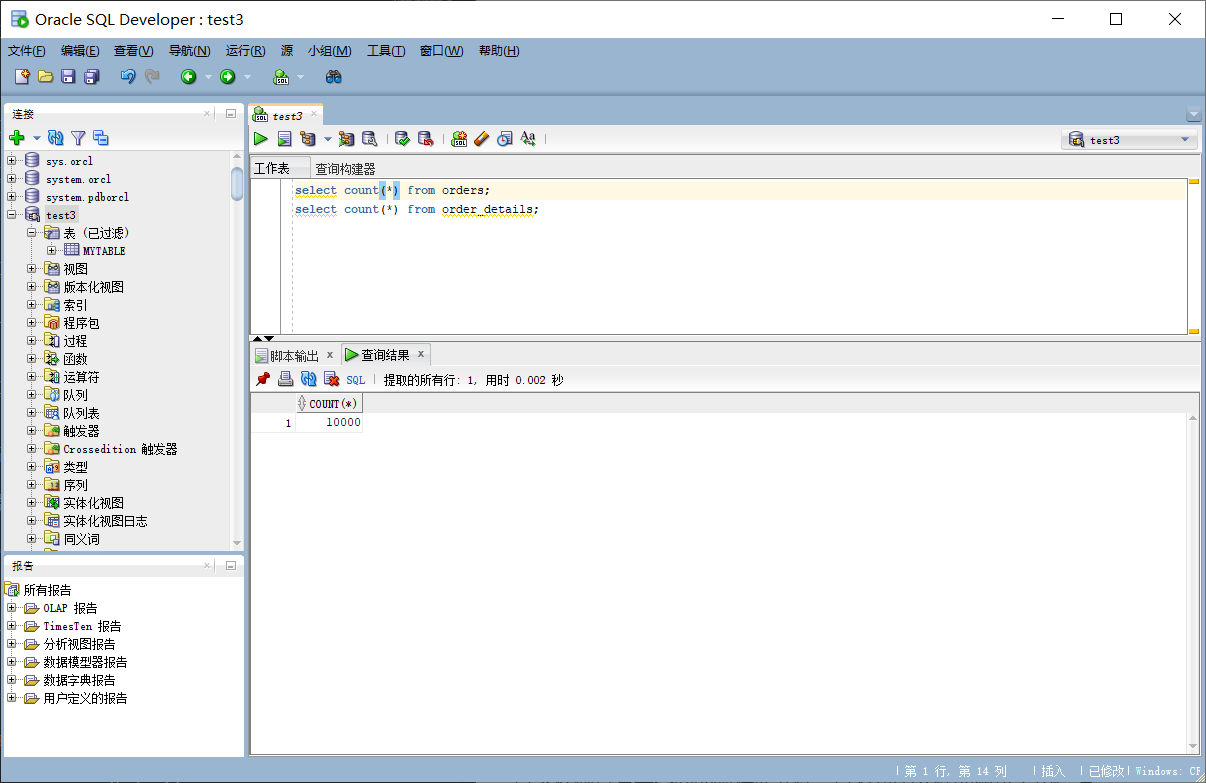 Oracle SQL Developer : test3
文件(F) 编辑(E) 查看(V) 导航(N) 运行(R) 源 小组(M) 工具(T) 窗口(W) 帮助(H)
连接
sys.orcl
system.orcl
system.pdborcl
test3
表 (已过滤)
MYTABLE
视图
版本化视图
索引
程序包
过程
函数
运算符
队列
队列表
触发器
Crossedition 触发器
类型
序列
实体化视图
实体化视图日志
同义词
报告
所有报告
OLAP 报告
TimesTen 报告
分析视图报告
数据模型器报告
数据字典报告
用户定义的报告
test3
test3
工作表 查询构建器
select count(*) from orders;
select count(*) from order_details;
脚本输出 x 查询结果 x
SQL 提取的所有行: 1, 用时 0.002 秒
COUNT(*)
1 10000
第 1 行, 第 14 列 插入 已修改 Windows: CF